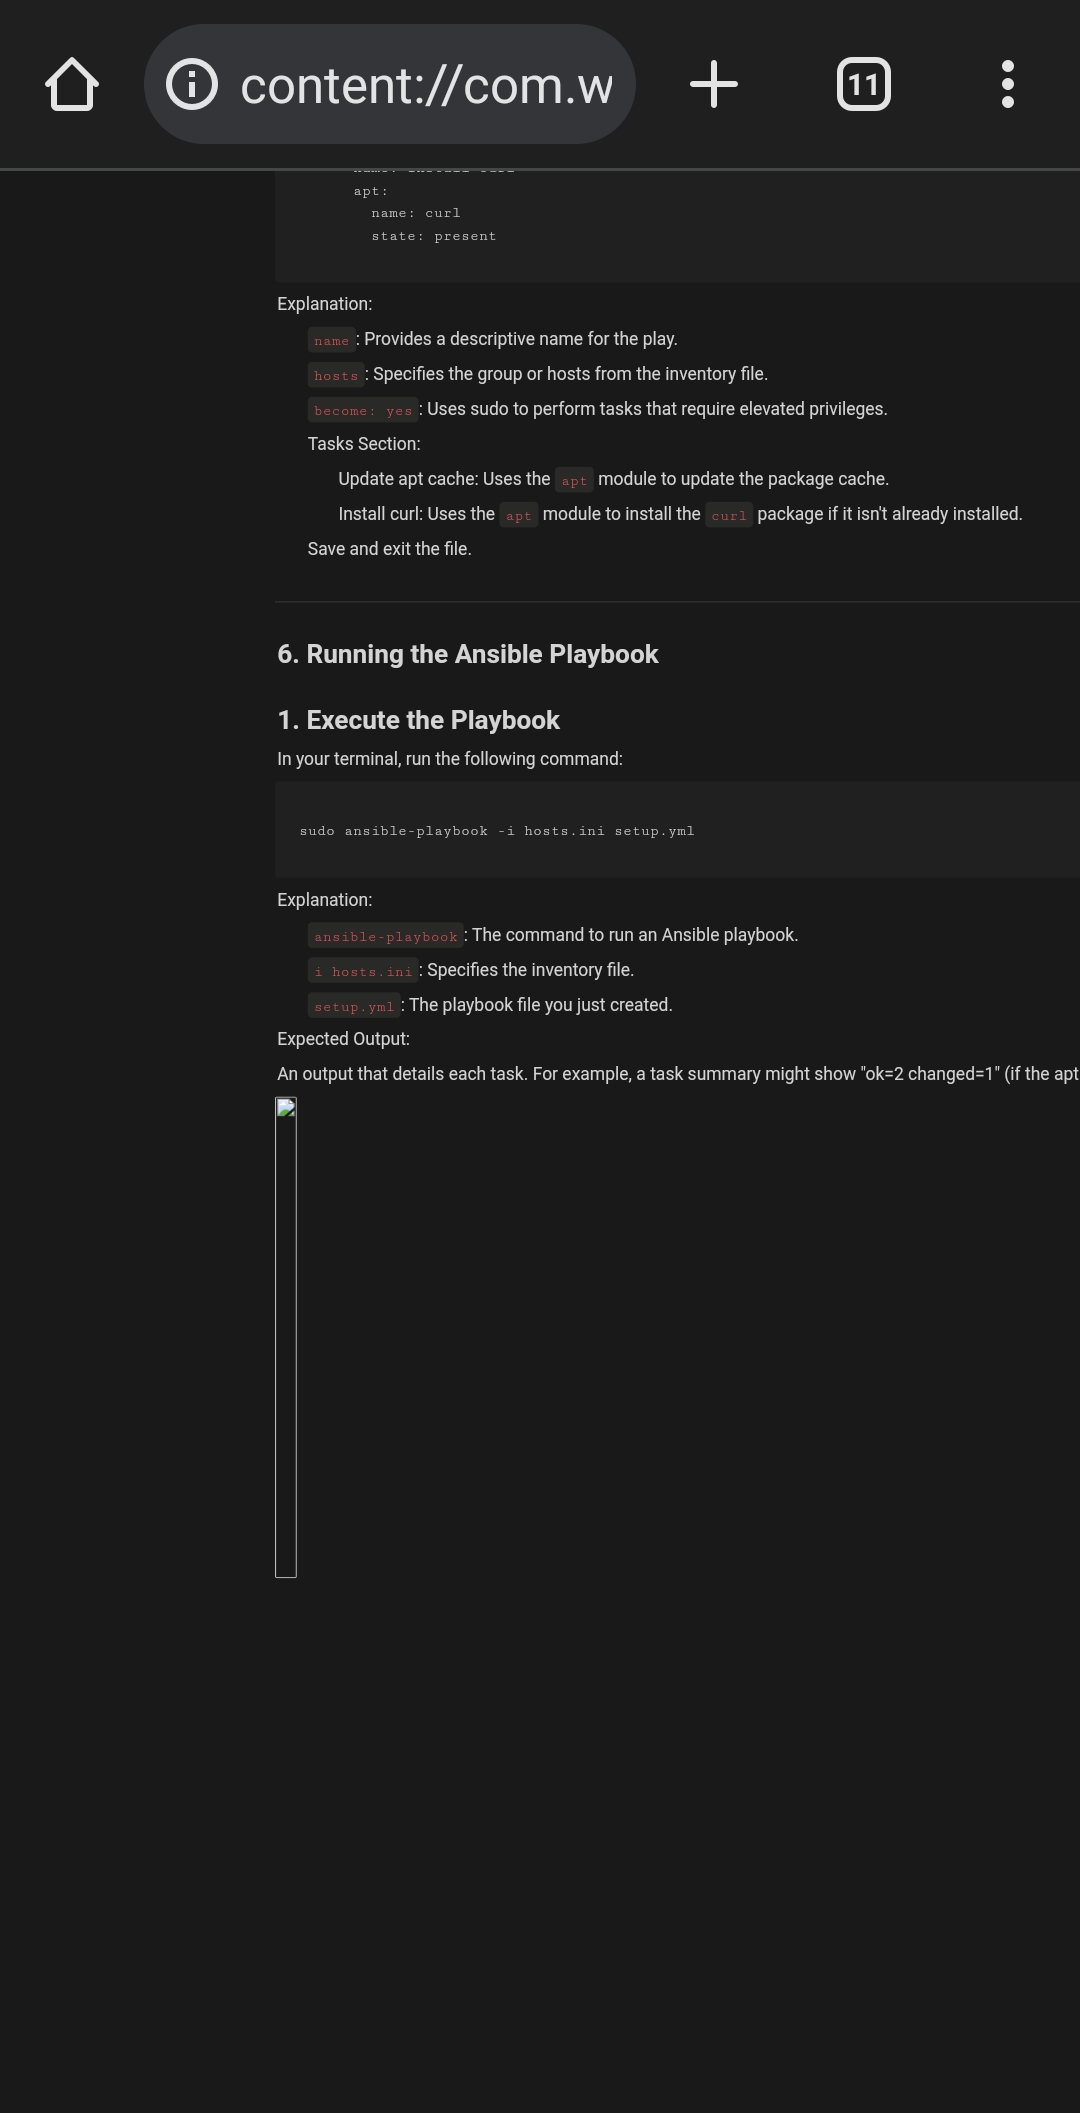 content://com.w
11
apt:
name: curl
state: present
Explanation:
name: Provides a descriptive name for the play.
hosts: Specifies the group or hosts from the inventory file.
become: yes: Uses sudo to perform tasks that require elevated privileges.
Tasks Section:
Update apt cache: Uses the apt module to update the package cache.
Install curl: Uses the apt module to install the curl package if it isn't already installed.
Save and exit the file.
6. Running the Ansible Playbook
1. Execute the Playbook
In your terminal, run the following command:
sudo ansible-playbook -i hosts.ini setup.yml
Explanation:
ansible-playbook: The command to run an Ansible playbook.
i hosts.ini: Specifies the inventory file.
setup.yml: The playbook file you just created.
Expected Output:
An output that details each task. For example, a task summary might show "ok=2 changed=1" (if the apt